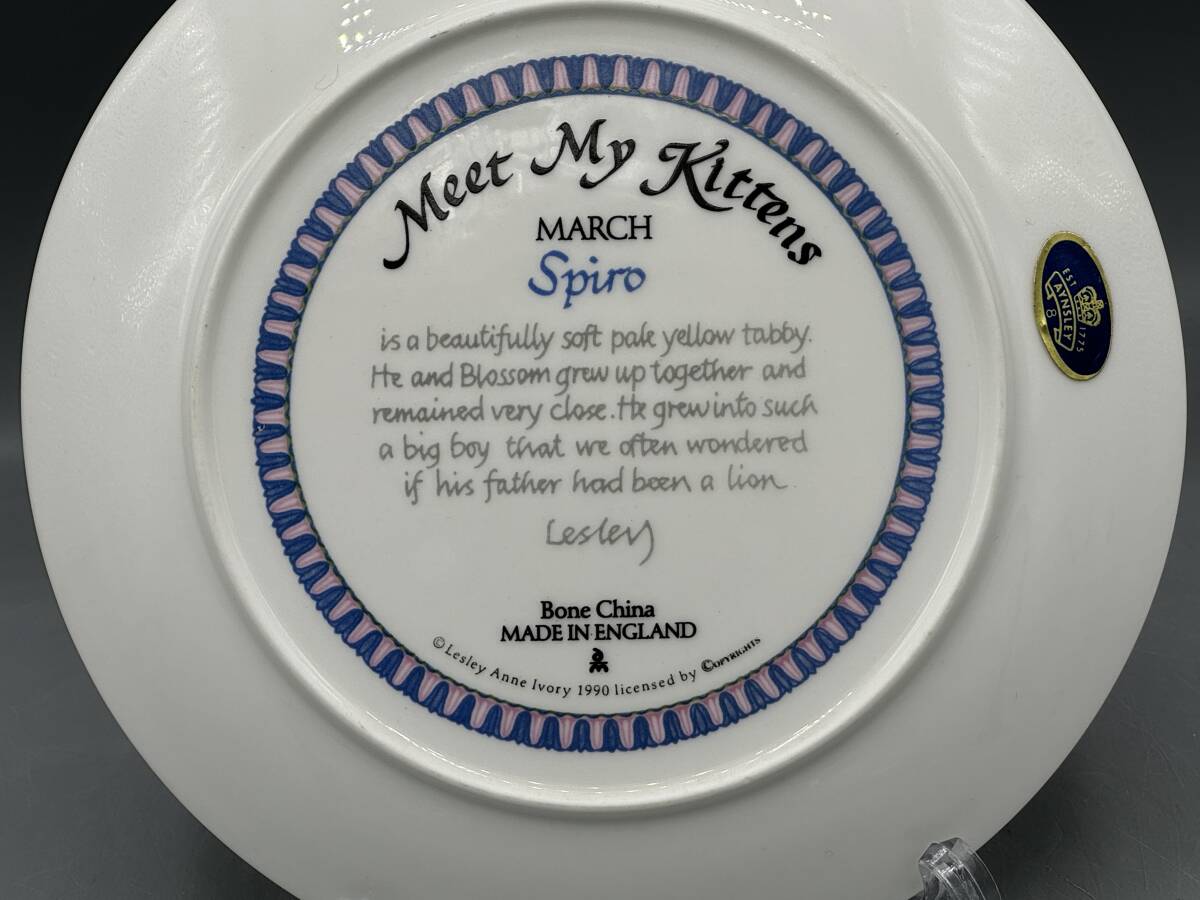 Meet My Kittens
MARCH
Spiro
is a beautifully soft pale yellow tabby.
He and Blossom grew up together and
remained very close. He grew into such
a big boy that we often wondered
if his father had been a lion
Lesley
Bone China
MADE IN ENGLAND
© Lesley Anne Ivory 1990 licensed by ©OPYRIGHTS
EST 1775
AYNSLEY
8